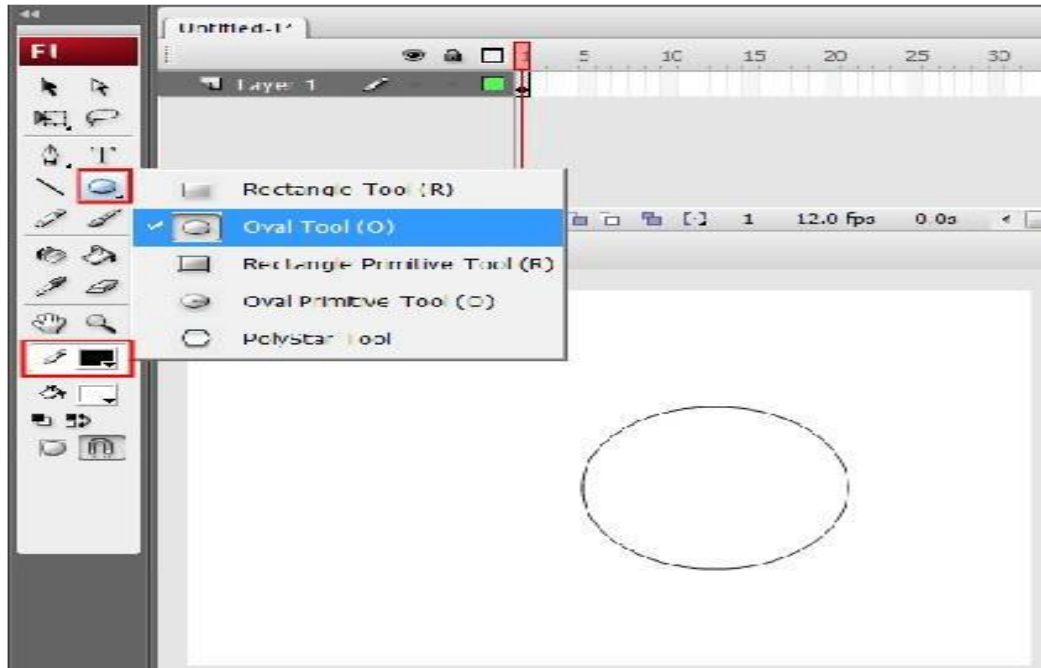 Untitled-1*
Fl
1 5 10 15 20 25 30
Layer 1
T
Rectangle Tool (R)
Oval Tool (O)
1 12.0 fps 0.0s
Rectangle Primitive Tool (R)
Oval Primitive Tool (O)
PolyStar Tool